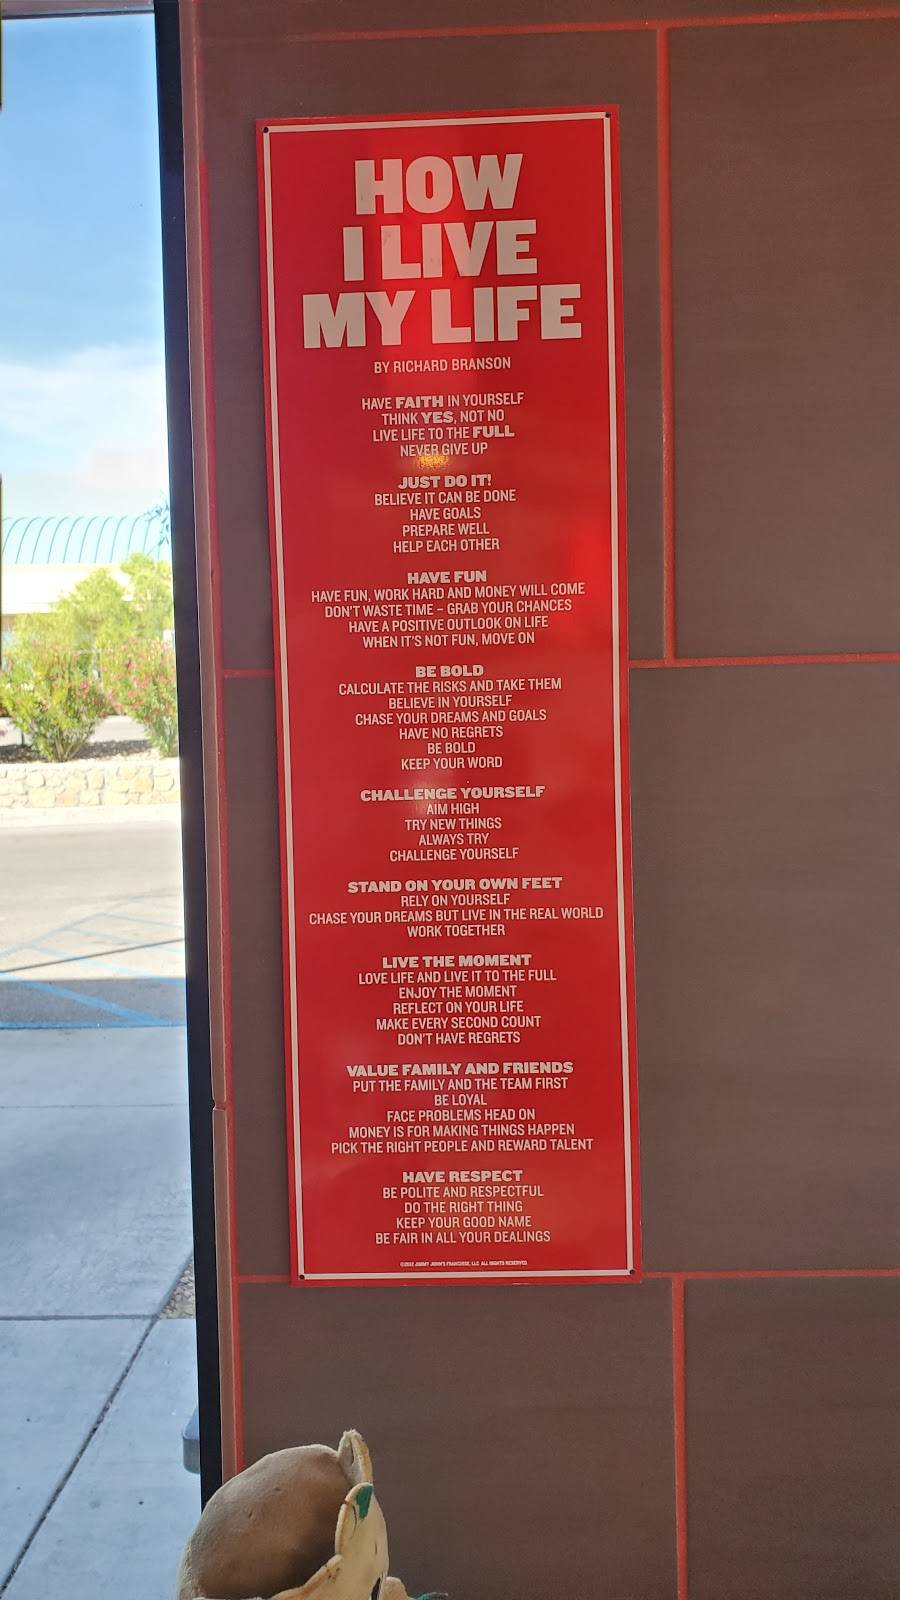 HOW
I LIVE
MY LIFE
BY RICHARD BRANSON
HAVE FAITH IN YOURSELF
THINK YES, NOT NO
LIVE LIFE TO THE FULL
NEVER GIVE UP
JUST DO IT!
BELIEVE IT CAN BE DONE
HAVE GOALS
PREPARE WELL
HELP EACH OTHER
HAVE FUN
HAVE FUN, WORK HARD AND MONEY WILL COME
DON'T WASTE TIME – GRAB YOUR CHANCES
HAVE A POSITIVE OUTLOOK ON LIFE
WHEN IT'S NOT FUN, MOVE ON
BE BOLD
CALCULATE THE RISKS AND TAKE THEM
BELIEVE IN YOURSELF
CHASE YOUR DREAMS AND GOALS
HAVE NO REGRETS
BE BOLD
KEEP YOUR WORD
CHALLENGE YOURSELF
AIM HIGH
TRY NEW THINGS
ALWAYS TRY
CHALLENGE YOURSELF
STAND ON YOUR OWN FEET
RELY ON YOURSELF
CHASE YOUR DREAMS BUT LIVE IN THE REAL WORLD
WORK TOGETHER
LIVE THE MOMENT
LOVE LIFE AND LIVE IT TO THE FULL
ENJOY THE MOMENT
REFLECT ON YOUR LIFE
MAKE EVERY SECOND COUNT
DON'T HAVE REGRETS
VALUE FAMILY AND FRIENDS
PUT THE FAMILY AND THE TEAM FIRST
BE LOYAL
FACE PROBLEMS HEAD ON
MONEY IS FOR MAKING THINGS HAPPEN
PICK THE RIGHT PEOPLE AND REWARD TALENT
HAVE RESPECT
BE POLITE AND RESPECTFUL
DO THE RIGHT THING
KEEP YOUR GOOD NAME
BE FAIR IN ALL YOUR DEALINGS
©2012 JIMMY JOHN'S FRANCHISE, LLC ALL RIGHTS RESERVED